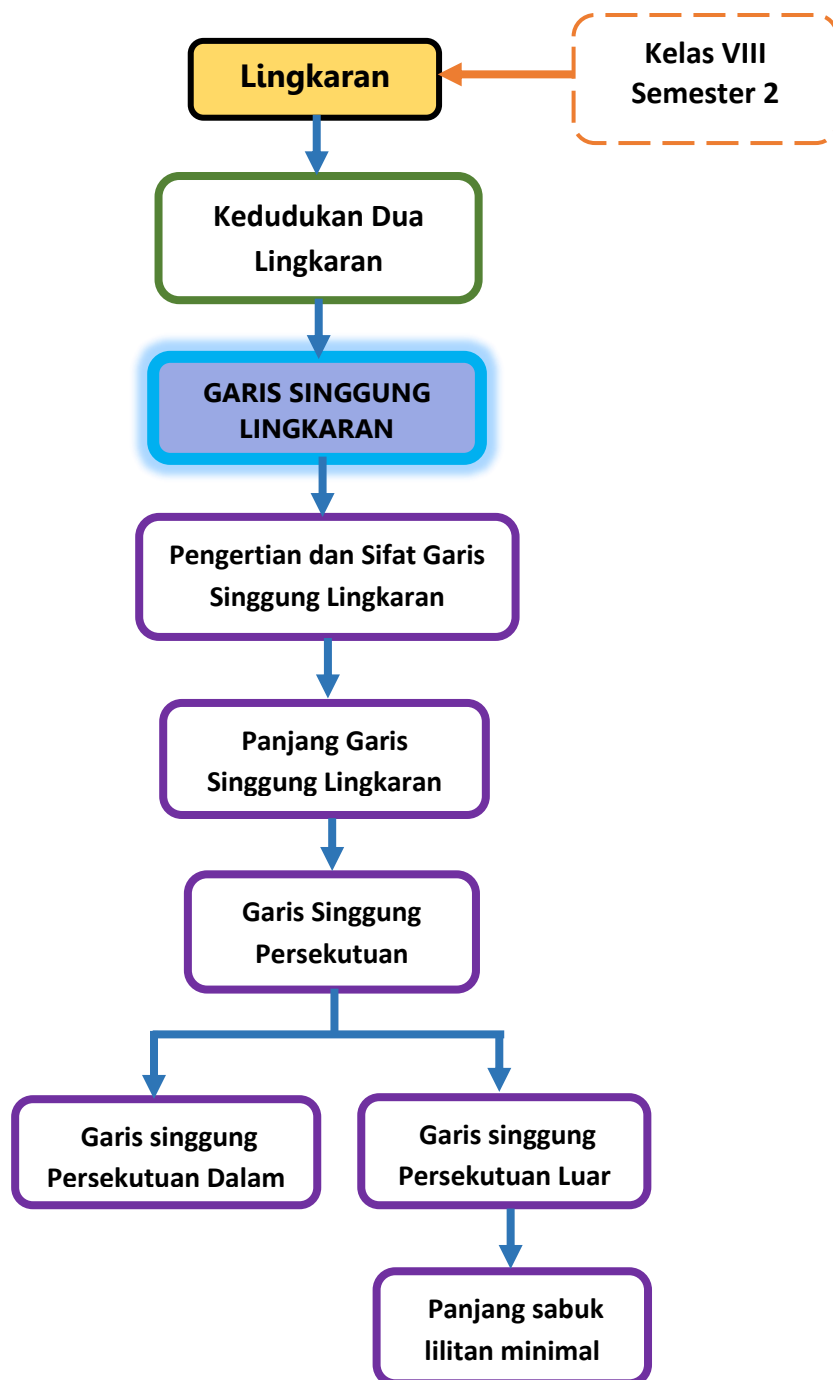 Lingkaran
Kelas VIII
Semester 2
Kedudukan Dua
Lingkaran
GARIS SINGGUNG
LINGKARAN
Pengertian dan Sifat Garis
Singgung Lingkaran
Panjang Garis
Singgung Lingkaran
Garis Singgung
Persekutuan
Garis singgung
Persekutuan Dalam
Garis singgung
Persekutuan Luar
Panjang sabuk
lilitan minimal